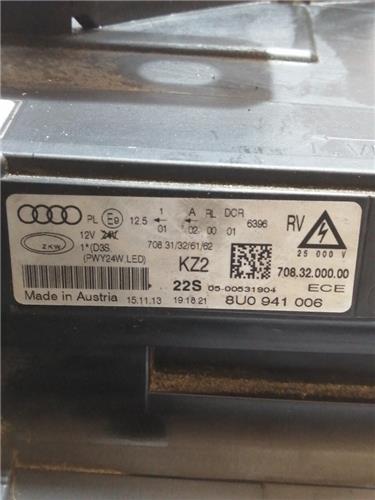 PL E9 12.5 ← 1 ← A RL DCR 6396 RV
01 02 00 01
12V 24V
ZKW 1*(D3S 708.31/32/61/62 25 000 V
(PWY24W LED) KZ2 708.32.000.00
22S 05-00531904 ECE
Made in Austria 15.11.13 19:16:21 8U0 941 006